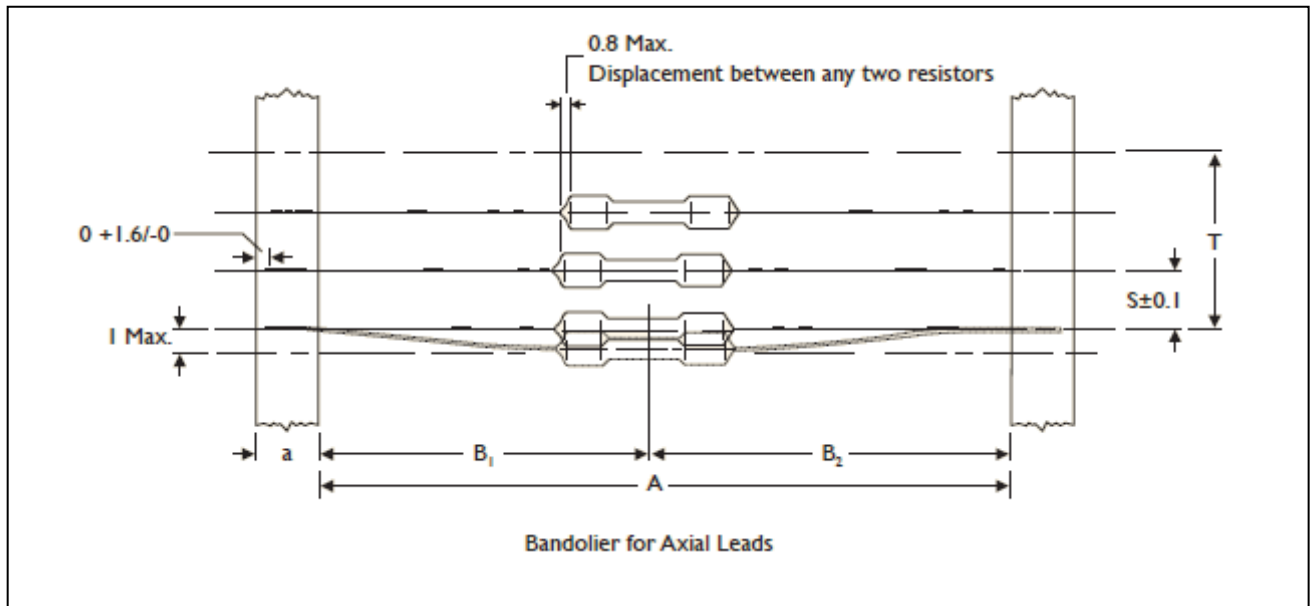 0.8 Max.
Displacement between any two resistors
0 +1.6/-0
T
S±0.1
1 Max.
a
B₁
B₂
A
Bandolier for Axial Leads